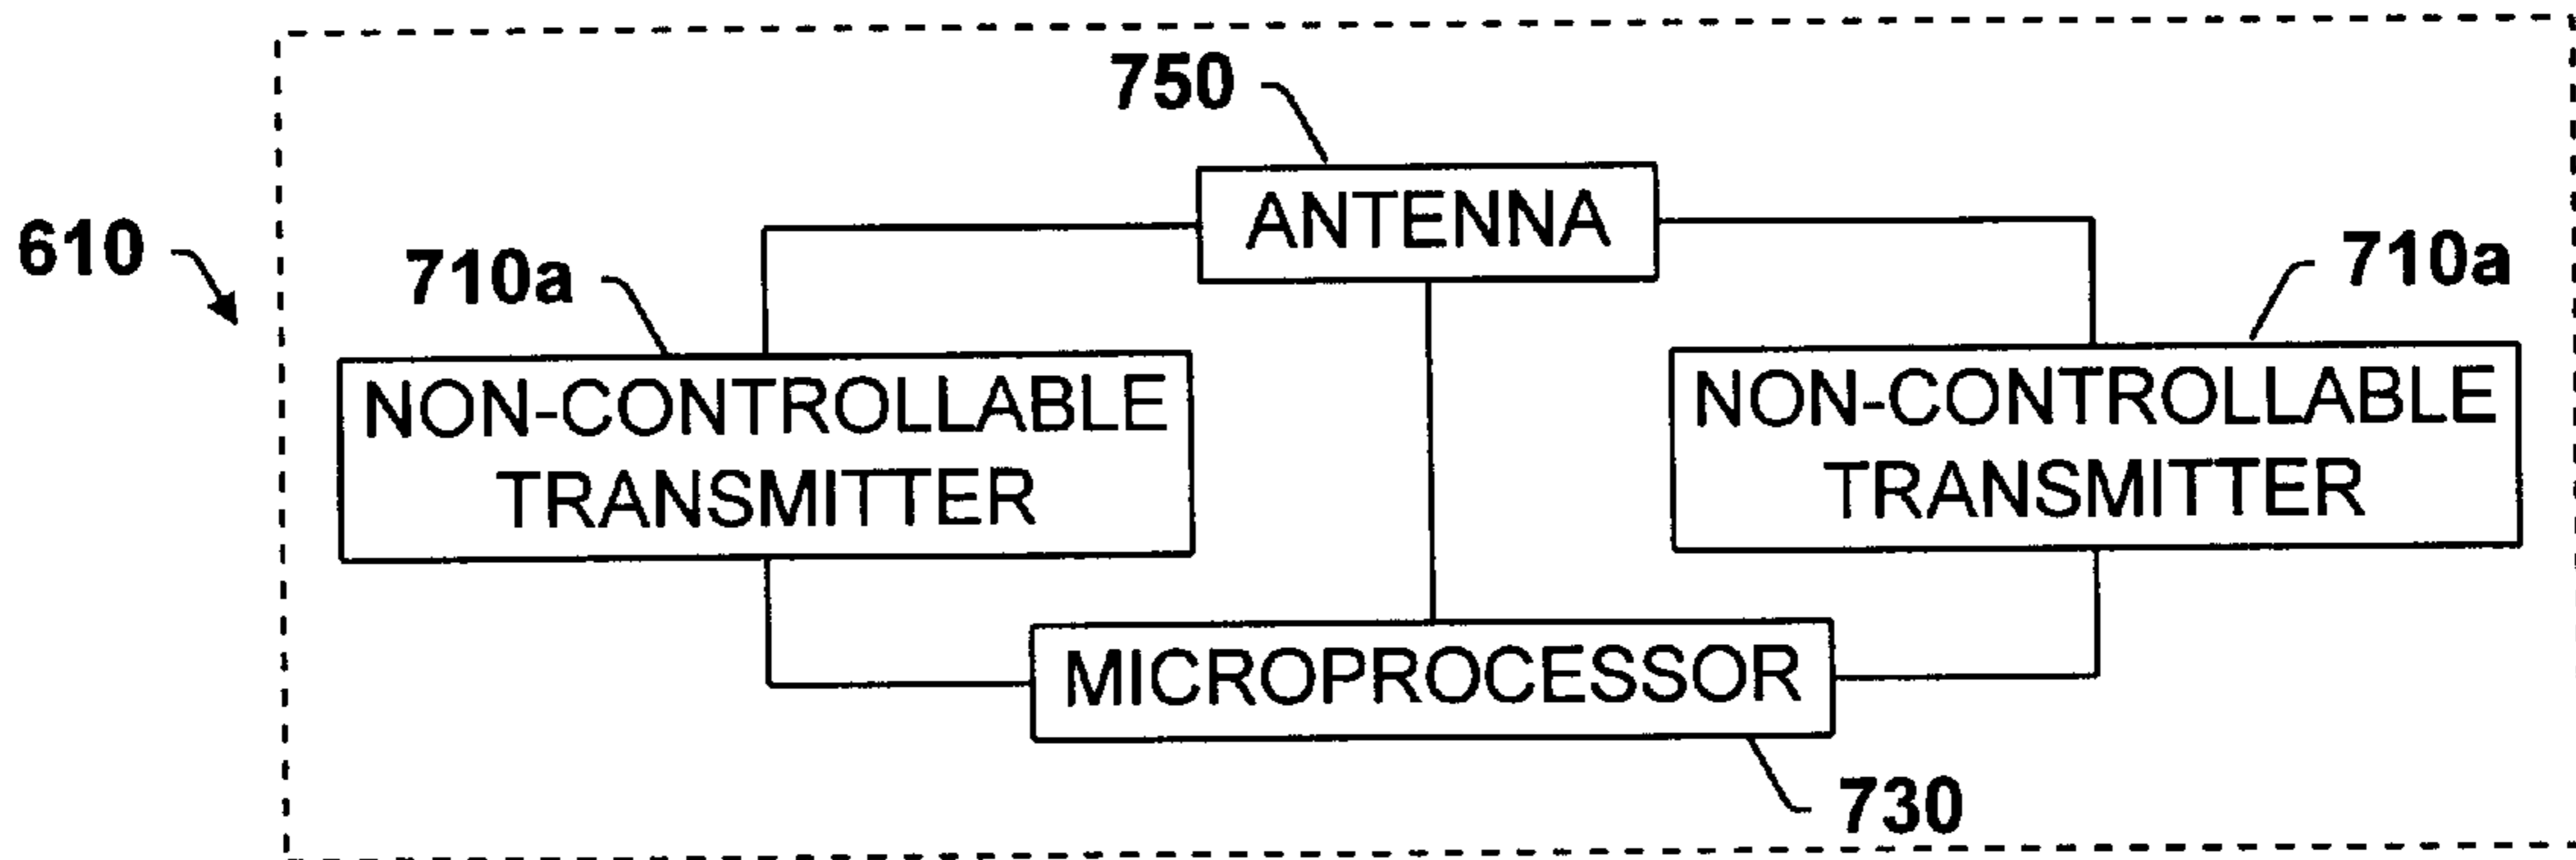 750
ANTENNA
610
710a
710a
NON-CONTROLLABLE
TRANSMITTER
NON-CONTROLLABLE
TRANSMITTER
MICROPROCESSOR
730